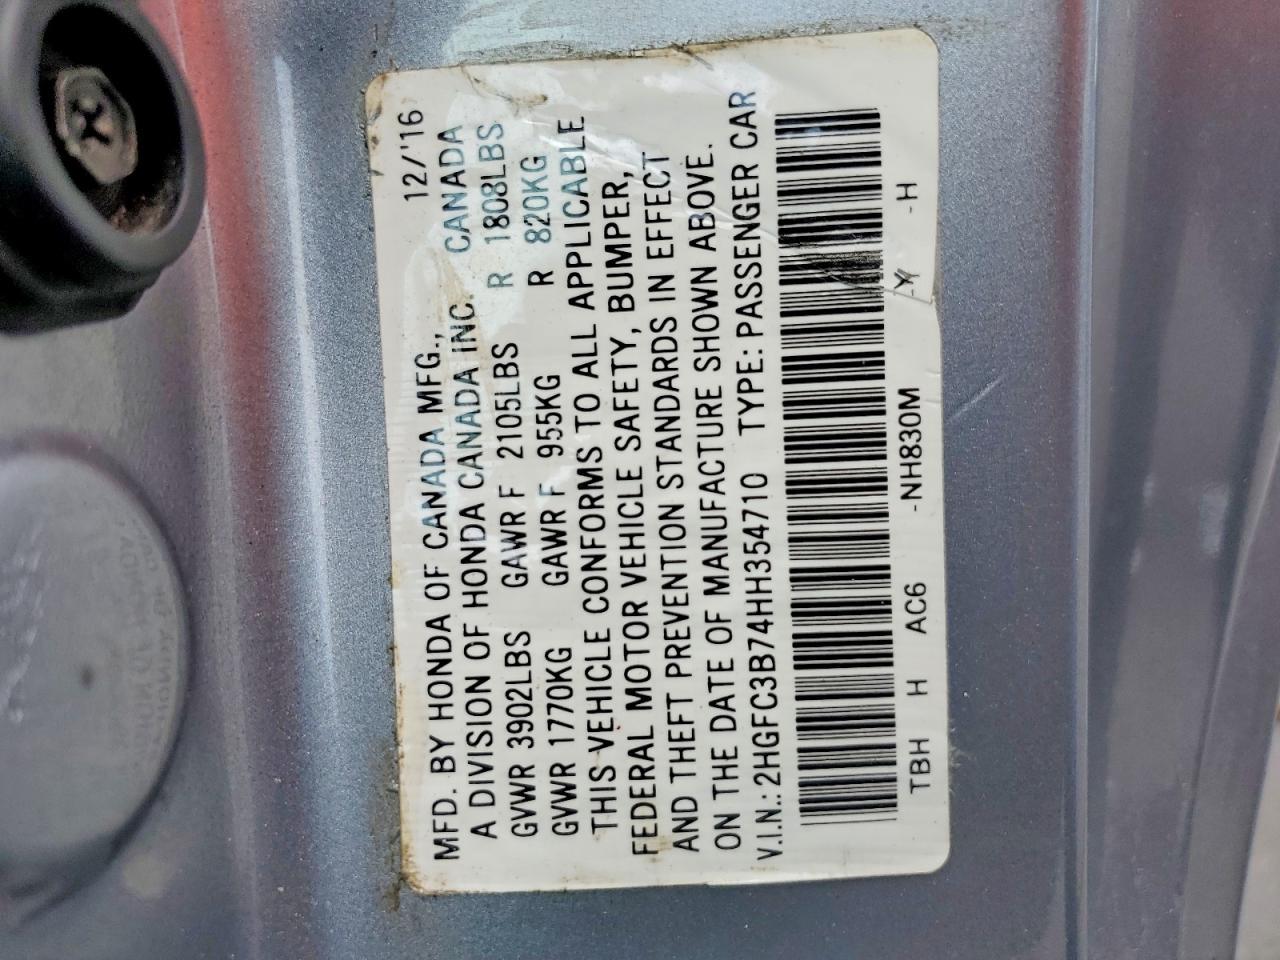 12/'16
MFD. BY HONDA OF CANADA MFG.,
A DIVISION OF HONDA CANADA INC. CANADA
GVWR 3902LBS GAWR F 2105LBS R 1808LBS
GVWR 1770KG GAWR F 955KG R 820KG
THIS VEHICLE CONFORMS TO ALL APPLICABLE
FEDERAL MOTOR VEHICLE SAFETY, BUMPER,
AND THEFT PREVENTION STANDARDS IN EFFECT
ON THE DATE OF MANUFACTURE SHOWN ABOVE.
V.I.N.: 2HGFC3B74HH354710 TYPE: PASSENGER CAR
TBH H AC6 -NH830M -Y -H